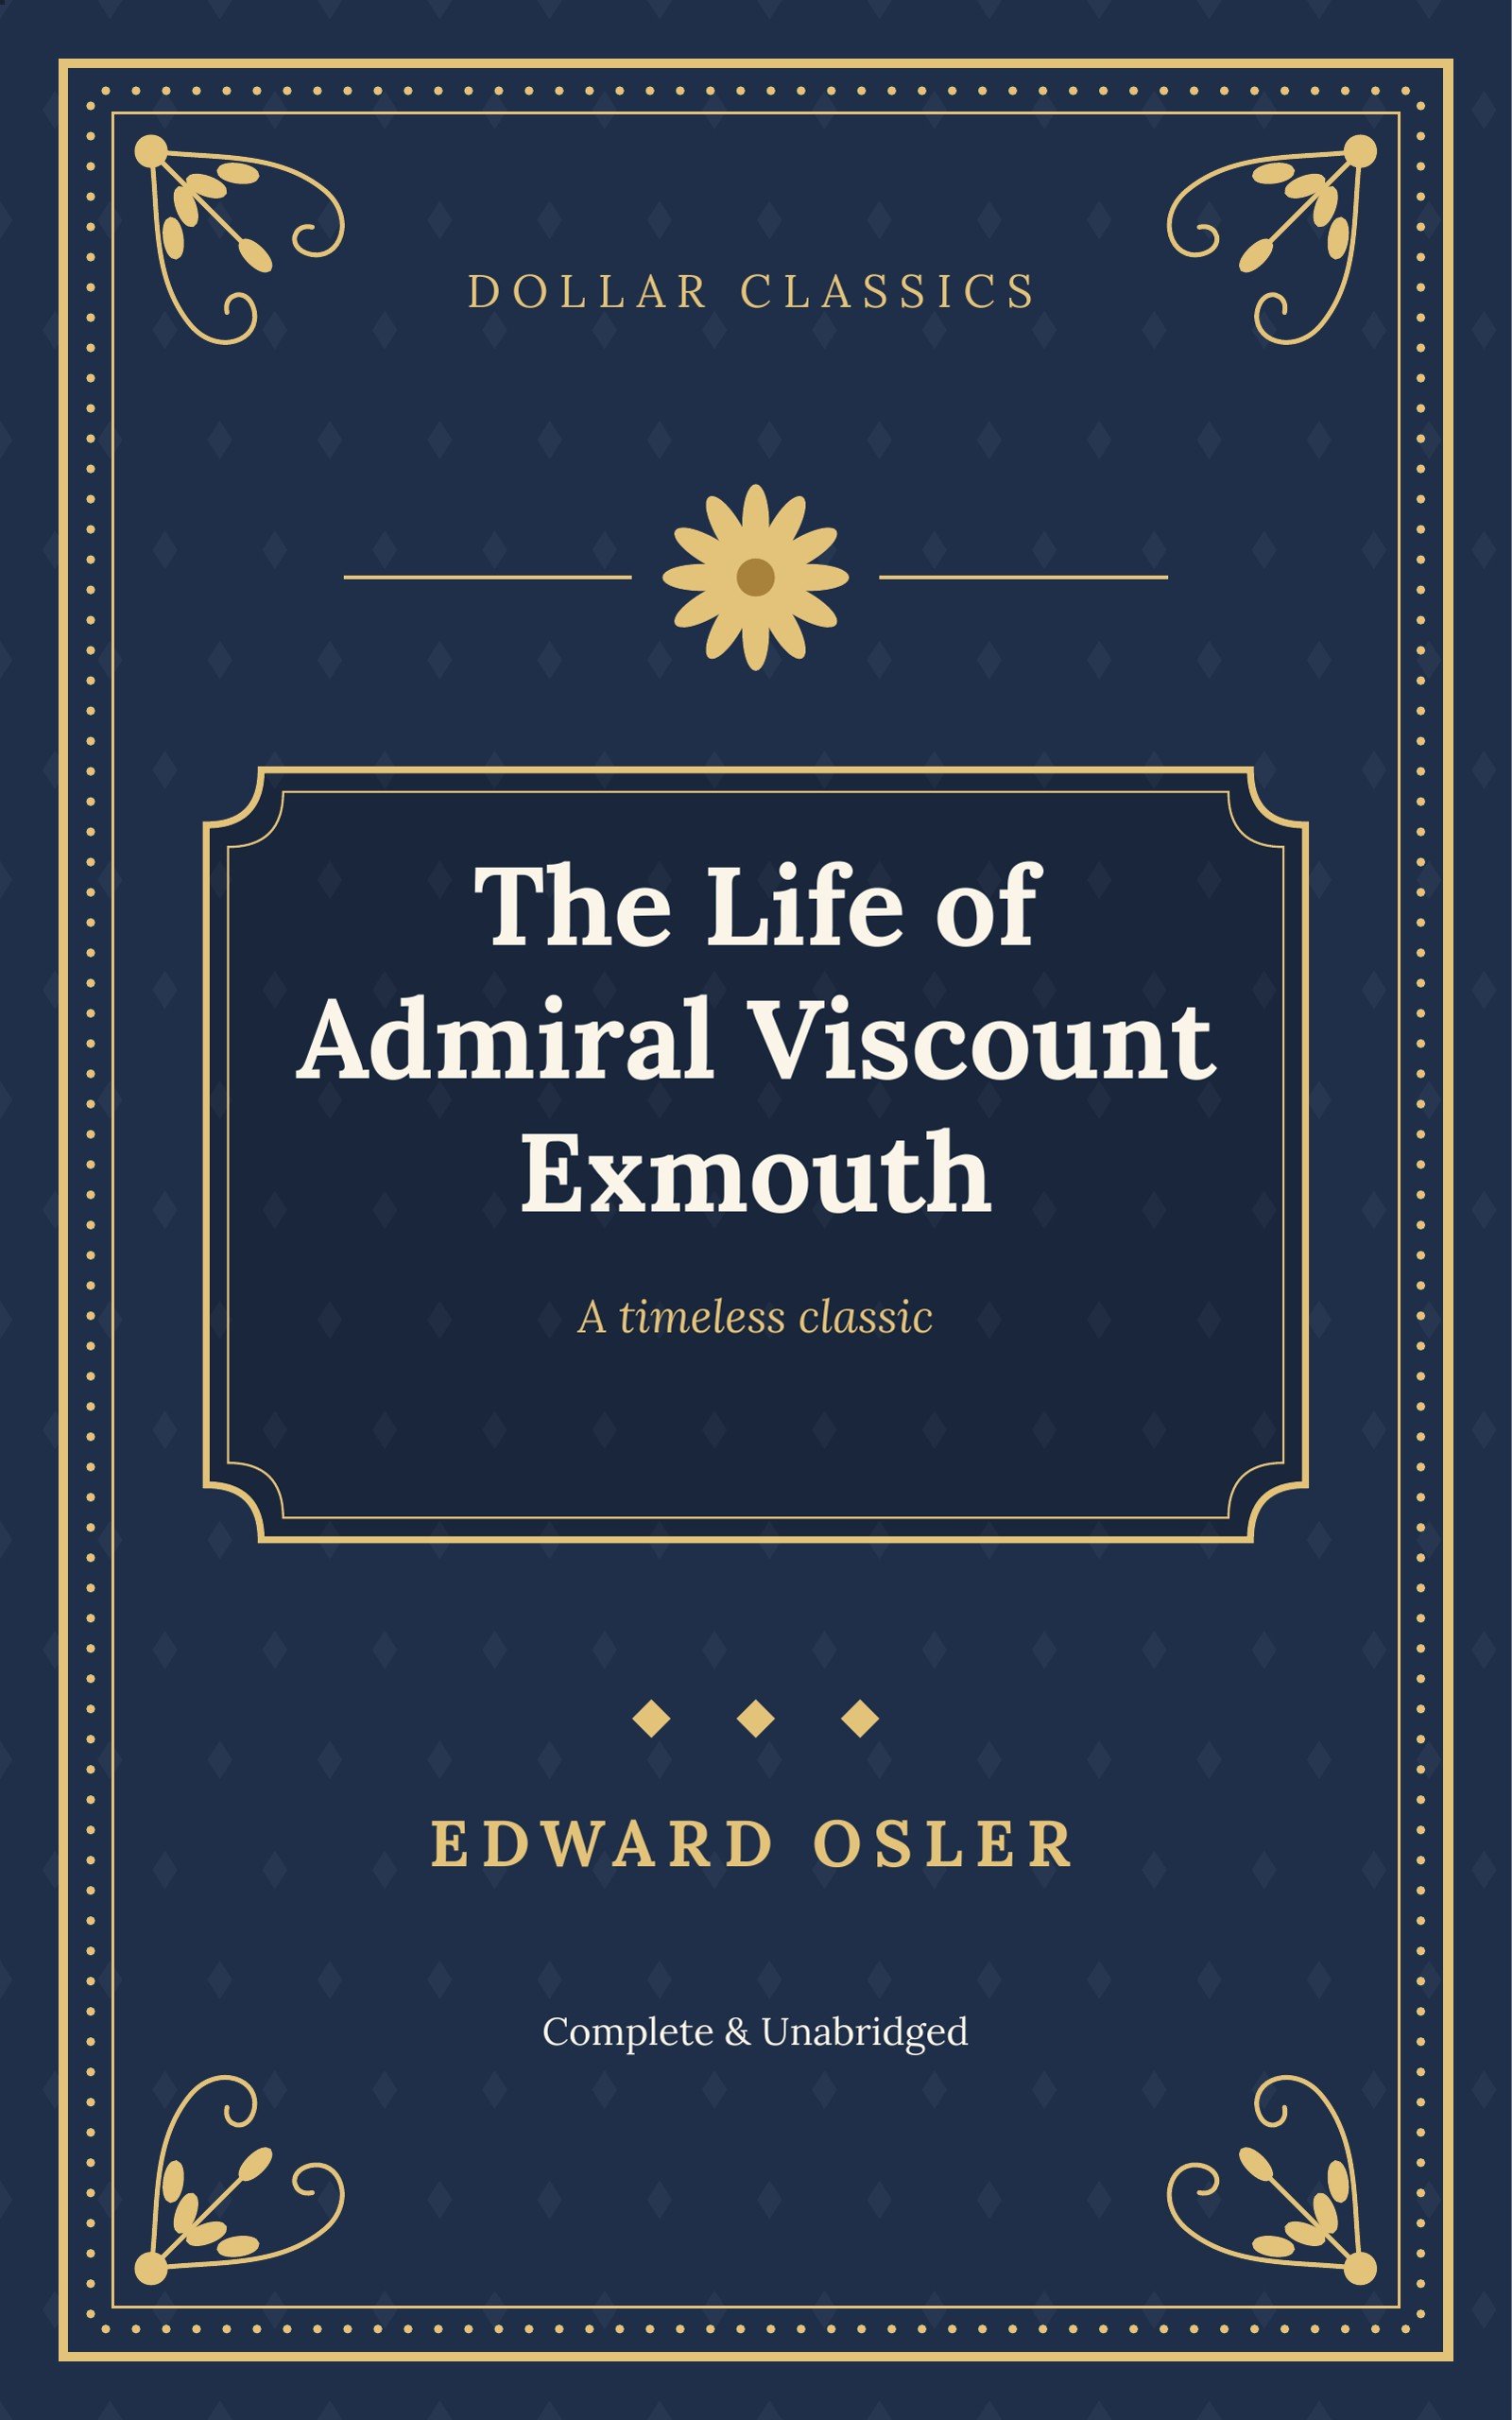 DOLLAR CLASSICS
The Life of
Admiral Viscount
Exmouth
A timeless classic
EDWARD OSLER
Complete & Unabridged